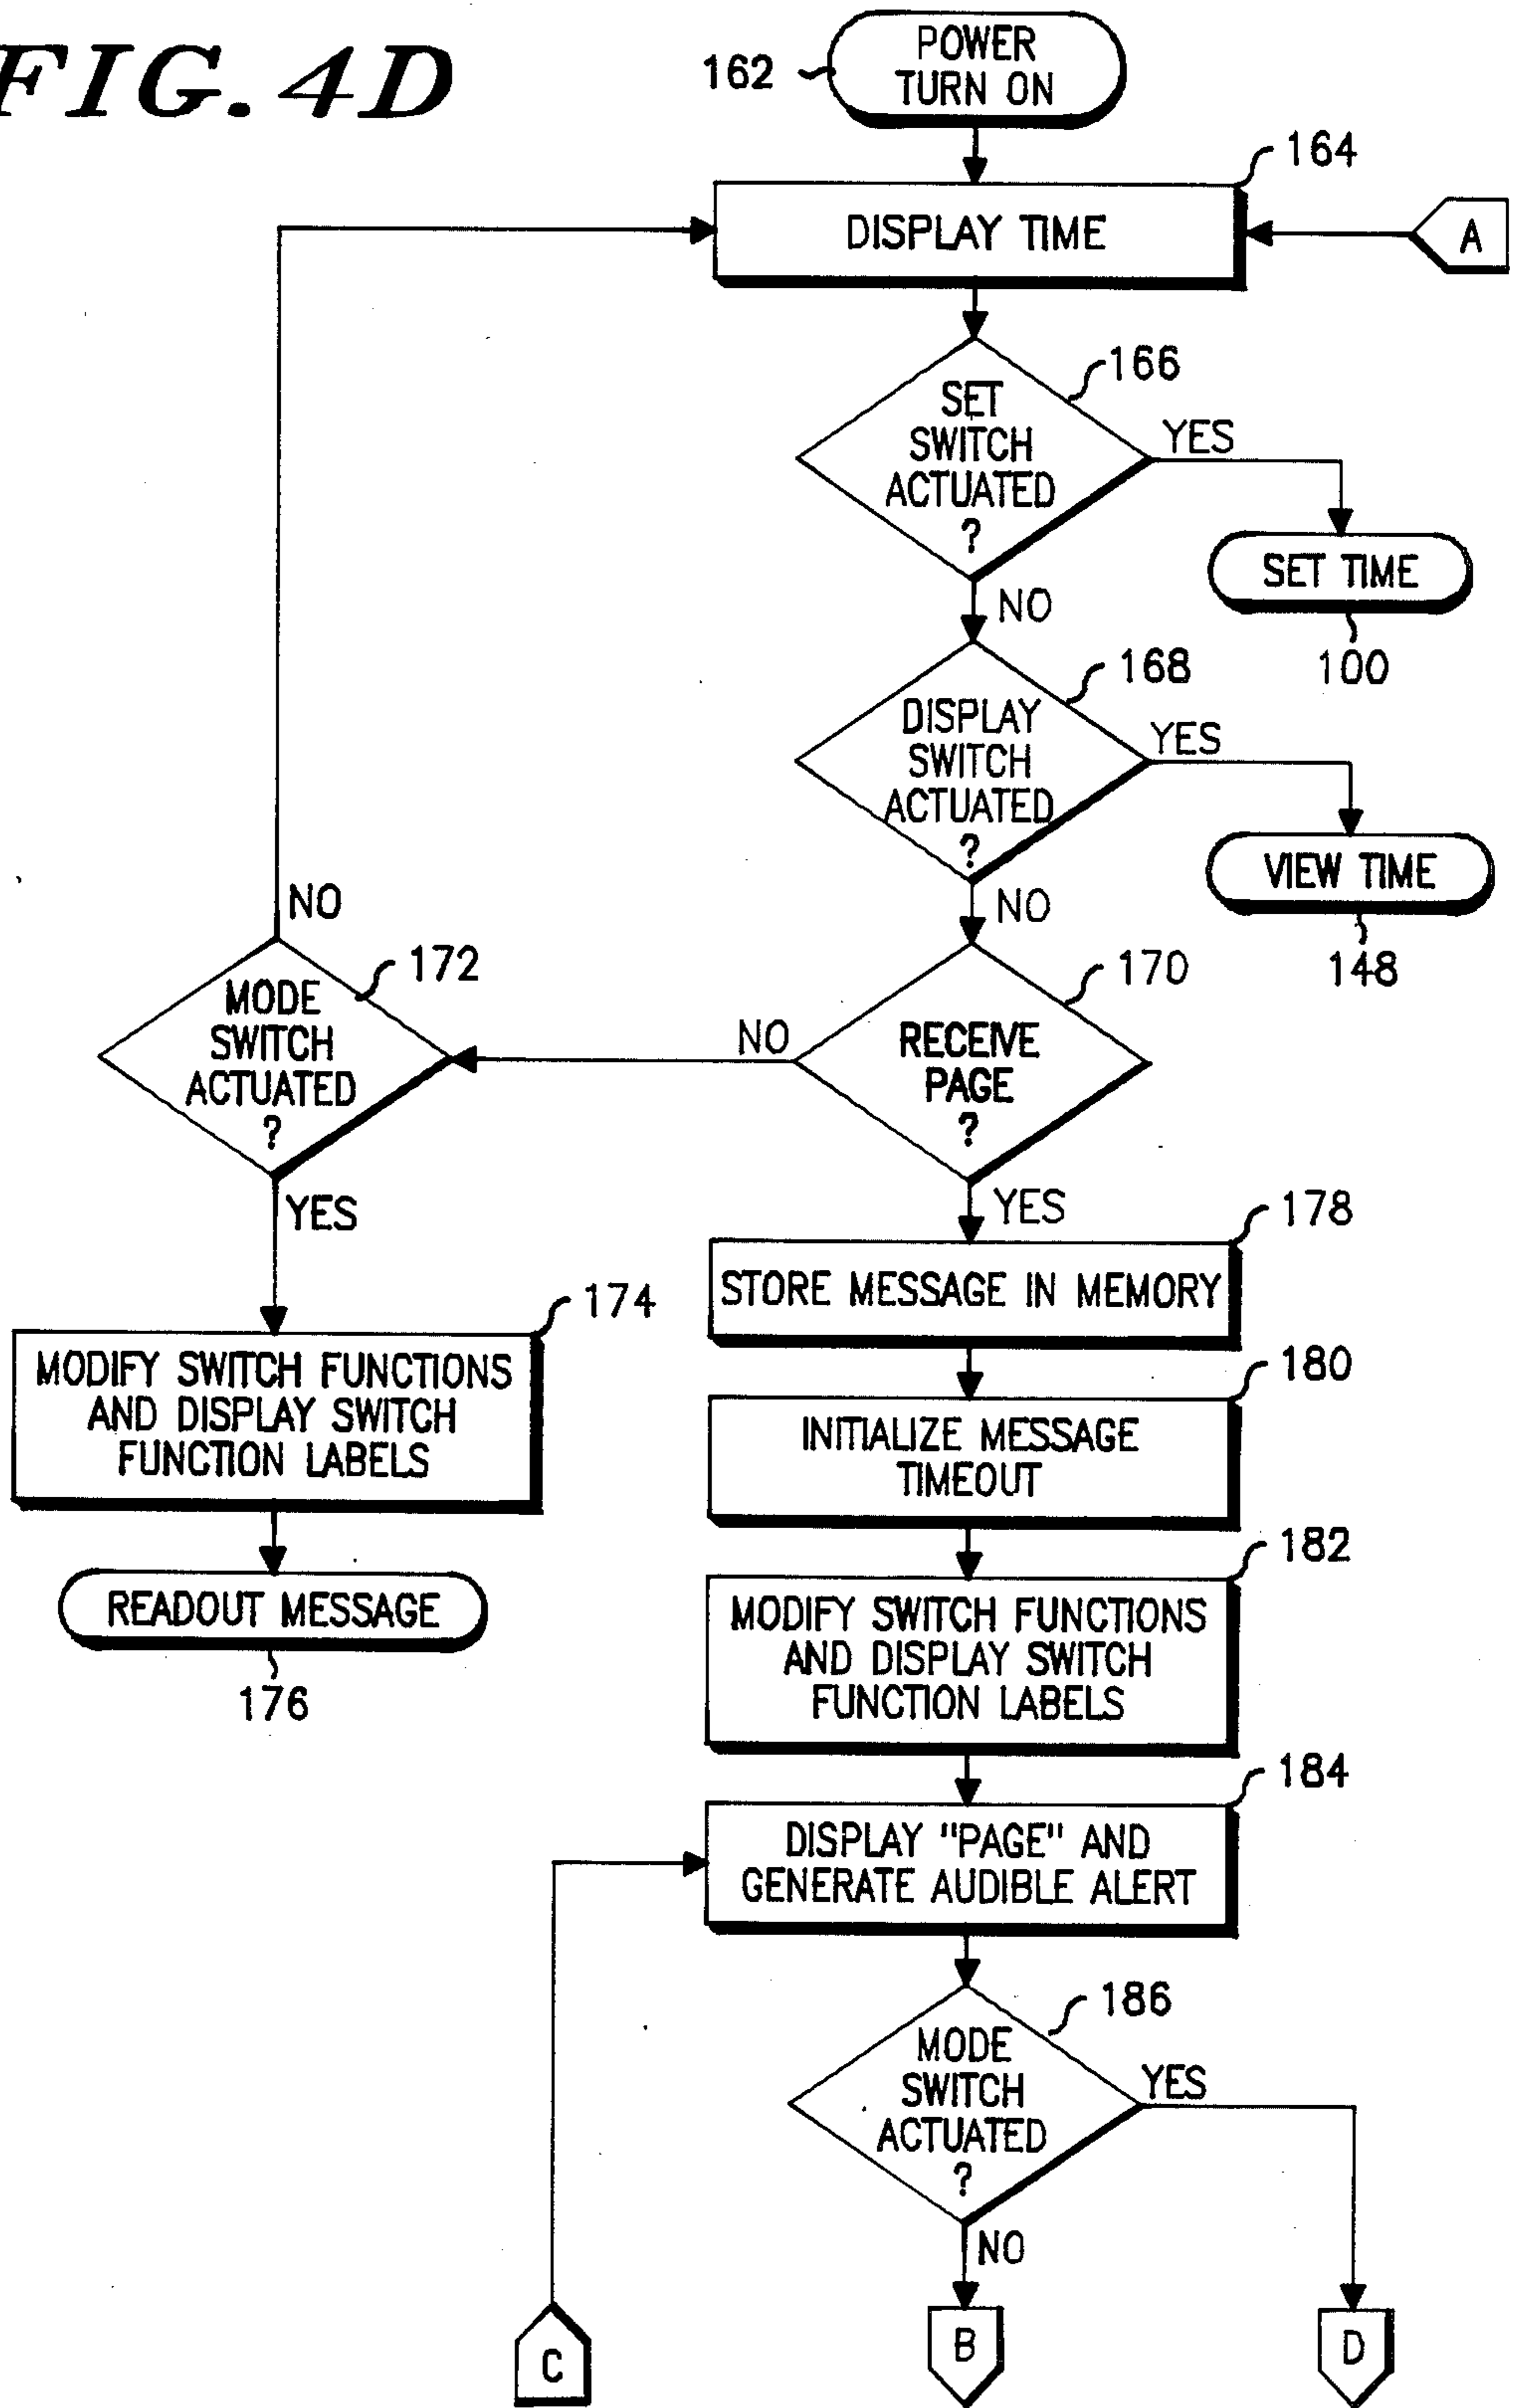 FIG. 4D
POWER
TURN ON
162
164
DISPLAY TIME
A
166
SET
SWITCH
ACTUATED
?
YES
SET TIME
100
NO
168
DISPLAY
SWITCH
ACTUATED
?
YES
VIEW TIME
148
NO
170
RECEIVE
PAGE
?
NO
172
MODE
SWITCH
ACTUATED
?
NO
YES
174
MODIFY SWITCH FUNCTIONS
AND DISPLAY SWITCH
FUNCTION LABELS
READOUT MESSAGE
176
YES
178
STORE MESSAGE IN MEMORY
180
INITIALIZE MESSAGE
TIMEOUT
182
MODIFY SWITCH FUNCTIONS
AND DISPLAY SWITCH
FUNCTION LABELS
184
DISPLAY "PAGE" AND
GENERATE AUDIBLE ALERT
186
MODE
SWITCH
ACTUATED
?
YES
NO
C
B
D